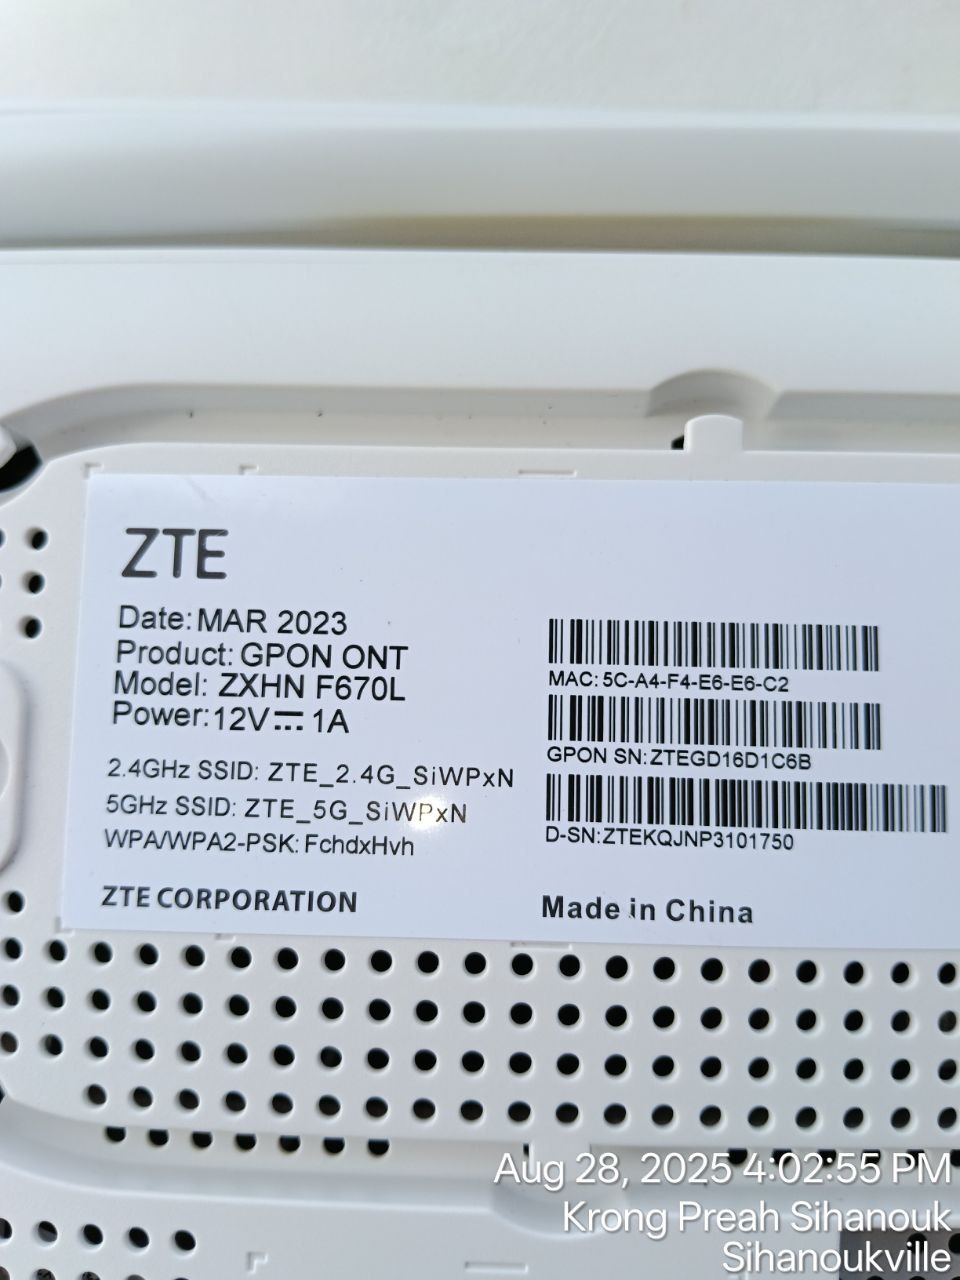 ZTE
Date: MAR 2023
Product: GPON ONT
Model: ZXHN F670L
Power: 12V 1A
2.4GHz SSID: ZTE_2.4G_SiWPxN
5GHz SSID: ZTE_5G_SiWPxN
WPA/WPA2-PSK: FchdxHvh
ZTE CORPORATION
MAC: 5C-A4-F4-E6-E6-C2
GPON SN: ZTEGD16D1C6B
D-SN: ZTEKQJNP3101750
Made in China
Aug 28, 2025 4:02:55 PM
Krong Preah Sihanouk
Sihanoukville